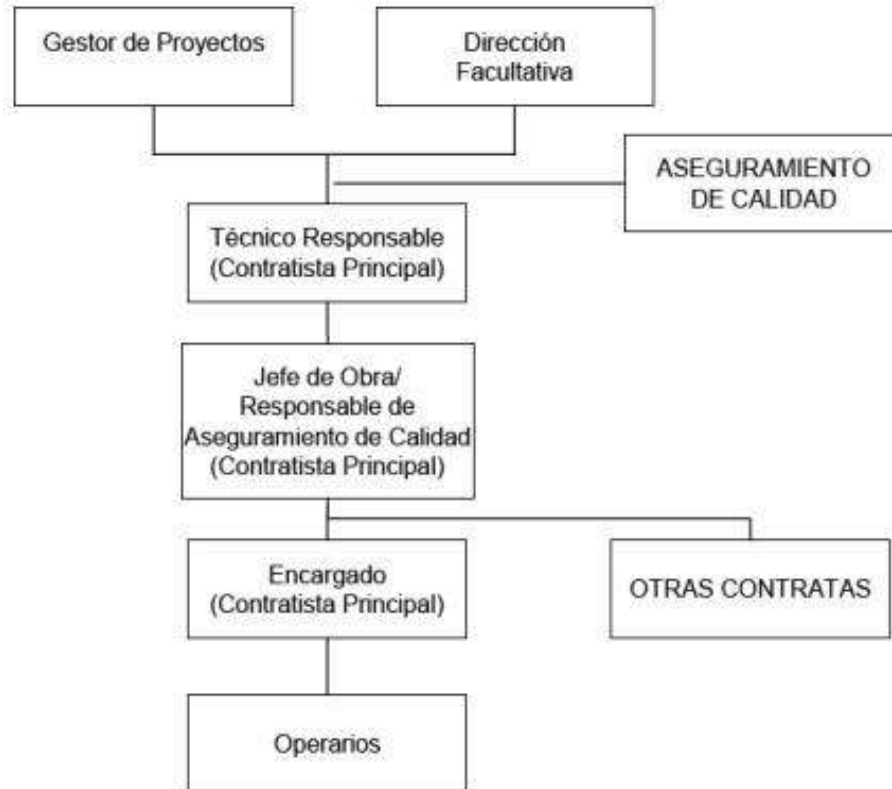 Gestor de Proyectos
Dirección
Facultativa
ASEGURAMIENTO
DE CALIDAD
Técnico Responsable
(Contratista Principal)
Jefe de Obra/
Responsable de
Aseguramiento de Calidad
(Contratista Principal)
Encargado
(Contratista Principal)
OTRAS CONTRATAS
Operarios